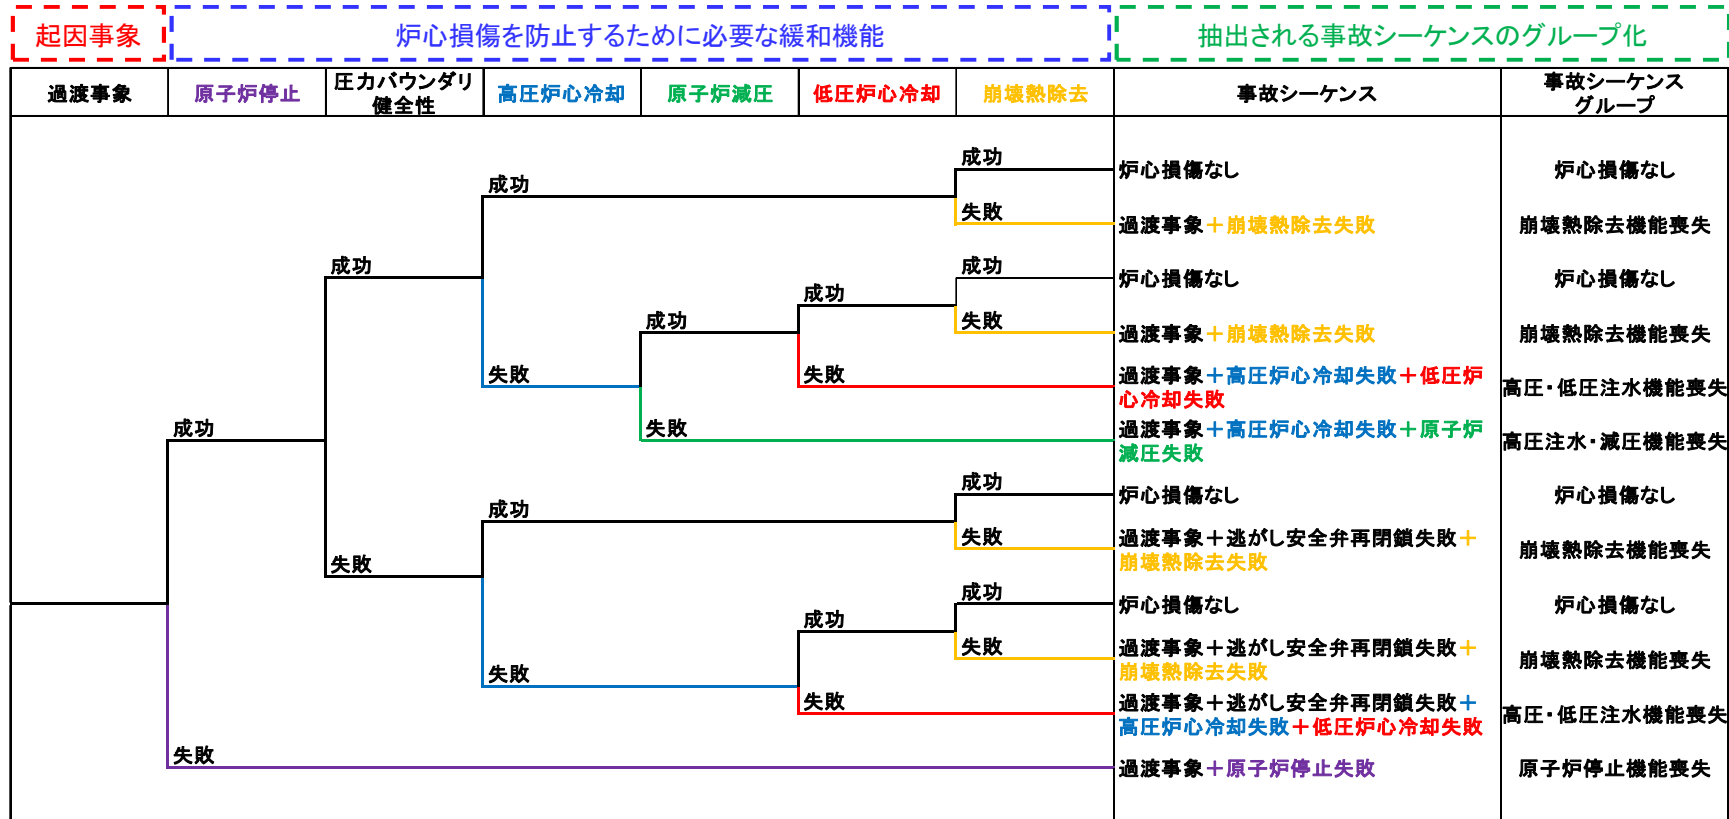 起因事象
炉心損傷を防止するために必要な緩和機能
抽出される事故シーケンスのグループ化
過渡事象
原子炉停止
圧力バウンダリ
健全性
高圧炉心冷却
原子炉減圧
低圧炉心冷却
崩壊熱除去
事故シーケンス
事故シーケンス
グループ
成功
炉心損傷なし
炉心損傷なし
成功
失敗
過渡事象＋崩壊熱除去失敗
崩壊熱除去機能喪失
成功
成功
炉心損傷なし
炉心損傷なし
成功
成功
失敗
過渡事象＋崩壊熱除去失敗
崩壊熱除去機能喪失
失敗
失敗
過渡事象＋高圧炉心冷却失敗＋低圧炉
心冷却失敗
高圧・低圧注水機能喪失
成功
失敗
過渡事象＋高圧炉心冷却失敗＋原子炉
減圧失敗
高圧注水・減圧機能喪失
成功
炉心損傷なし
炉心損傷なし
成功
失敗
過渡事象＋逃がし安全弁再閉鎖失敗＋
崩壊熱除去失敗
崩壊熱除去機能喪失
失敗
成功
炉心損傷なし
炉心損傷なし
成功
失敗
過渡事象＋逃がし安全弁再閉鎖失敗＋
崩壊熱除去失敗
崩壊熱除去機能喪失
失敗
失敗
過渡事象＋逃がし安全弁再閉鎖失敗＋
高圧炉心冷却失敗＋低圧炉心冷却失敗
高圧・低圧注水機能喪失
失敗
過渡事象＋原子炉停止失敗
原子炉停止機能喪失